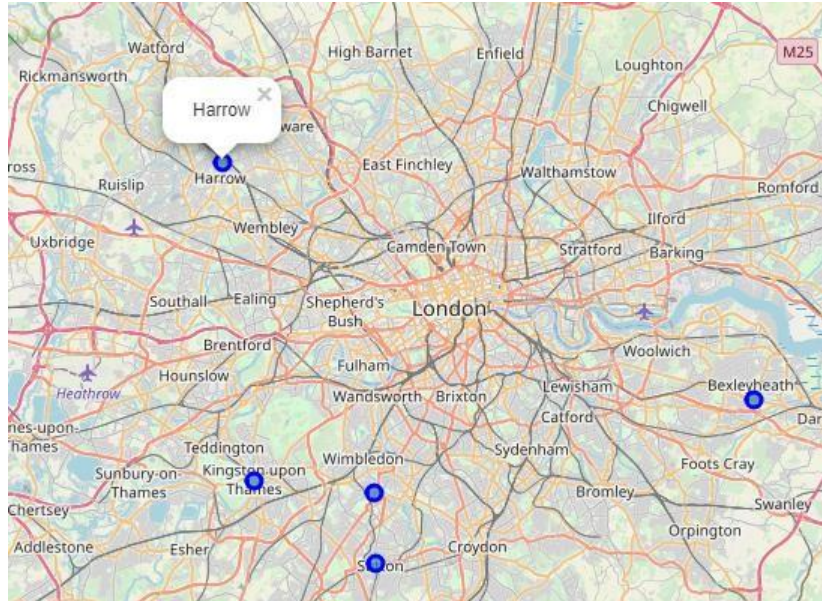 Watford
High Barnet
Enfield
M25
Loughton
Rickmansworth
Chigwell
×
Harrow
ware
ross
East Finchley
Walthamstow
Harrow
Ruislip
Romford
Ilford
Wembley
Uxbridge
Camden Town
Stratford
Barking
Southall
Ealing
Shepherd's
Bush
London
Brentford
Woolwich
Fulham
Hounslow
Heathrow
Wandsworth
Brixton
Lewisham
Bexleyheath
Catford
Dar
nes-upon-
Thames
Teddington
Sydenham
Wimbledon
Kingston upon
Thames
Foots Cray
Sunbury-on-
Thames
Bromley
Swanley
Chertsey
Orpington
Addlestone
Esher
Croydon